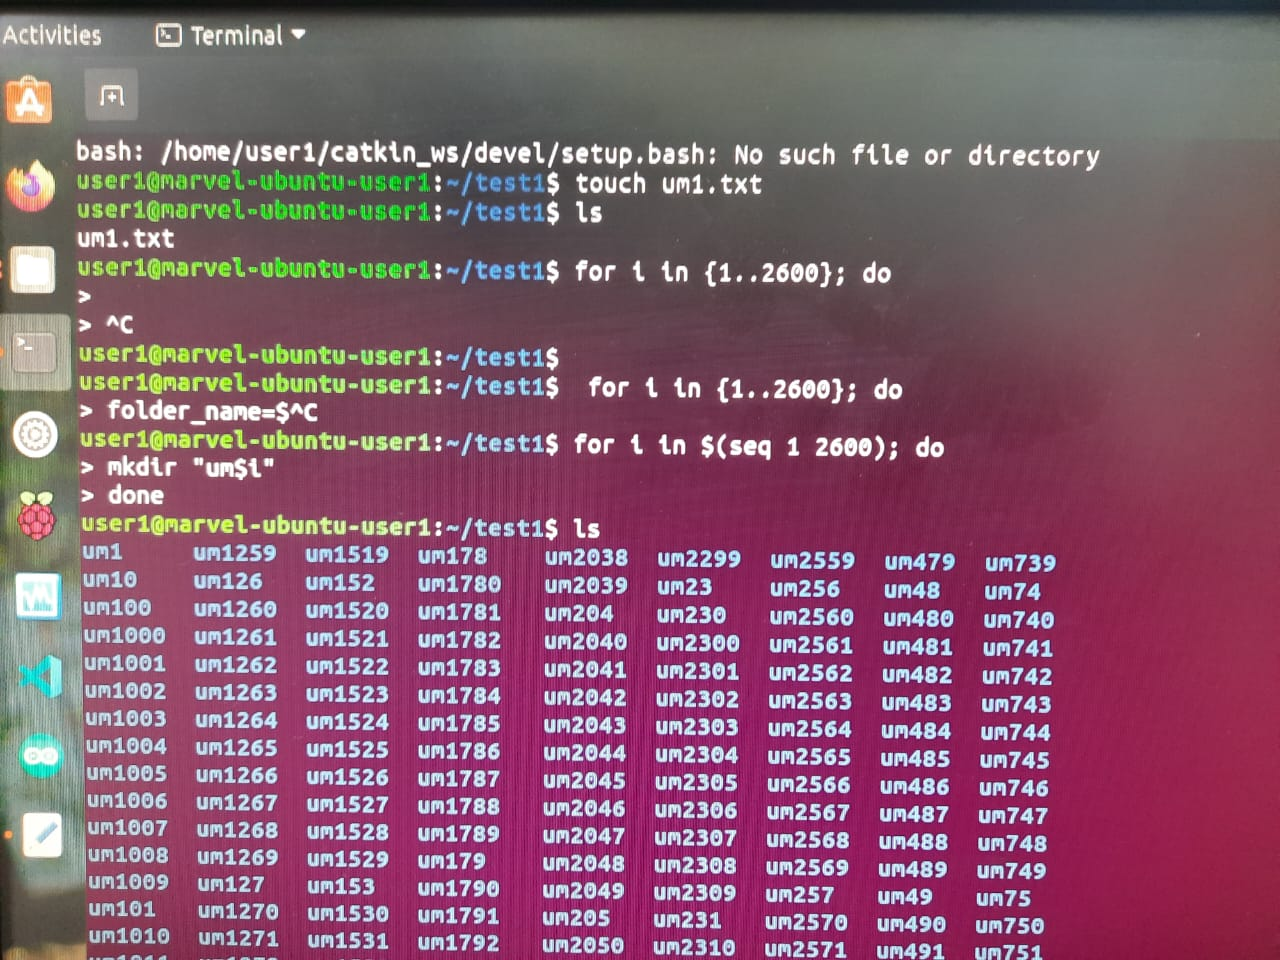 Activities Terminal
bash: /home/user1/catkin_ws/devel/setup.bash: No such file or directory
user1@marvel-ubuntu-user1:~/test1$ touch um1.txt
user1@marvel-ubuntu-user1:~/test1$ ls
um1.txt
user1@marvel-ubuntu-user1:~/test1$ for i in {1..2600}; do
>
> ^C
user1@marvel-ubuntu-user1:~/test1$
user1@marvel-ubuntu-user1:~/test1$  for i in {1..2600}; do
> folder_name=$^C
user1@marvel-ubuntu-user1:~/test1$ for i in $(seq 1 2600); do
> mkdir "um$i"
> done
user1@marvel-ubuntu-user1:~/test1$ ls
um1 um1259 um1519 um178 um2038 um2299 um2559 um479 um739
um10 um126 um152 um1780 um2039 um23 um256 um48 um74
um100 um1260 um1520 um1781 um204 um230 um2560 um480 um740
um1000 um1261 um1521 um1782 um2040 um2300 um2561 um481 um741
um1001 um1262 um1522 um1783 um2041 um2301 um2562 um482 um742
um1002 um1263 um1523 um1784 um2042 um2302 um2563 um483 um743
um1003 um1264 um1524 um1785 um2043 um2303 um2564 um484 um744
um1004 um1265 um1525 um1786 um2044 um2304 um2565 um485 um745
um1005 um1266 um1526 um1787 um2045 um2305 um2566 um486 um746
um1006 um1267 um1527 um1788 um2046 um2306 um2567 um487 um747
um1007 um1268 um1528 um1789 um2047 um2307 um2568 um488 um748
um1008 um1269 um1529 um179 um2048 um2308 um2569 um489 um749
um1009 um127 um153 um1790 um2049 um2309 um257 um49 um75
um101 um1270 um1530 um1791 um205 um231 um2570 um490 um750
um1010 um1271 um1531 um1792 um2050 um2310 um2571 um491 um751